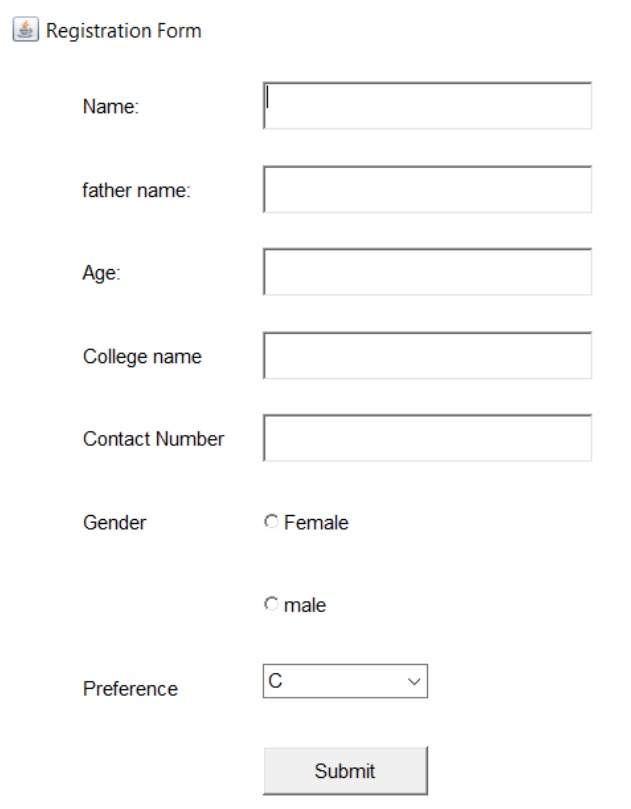 Registration Form
Name:
father name:
Age:
College name
Contact Number
Gender
Female
male
Preference
C
Submit